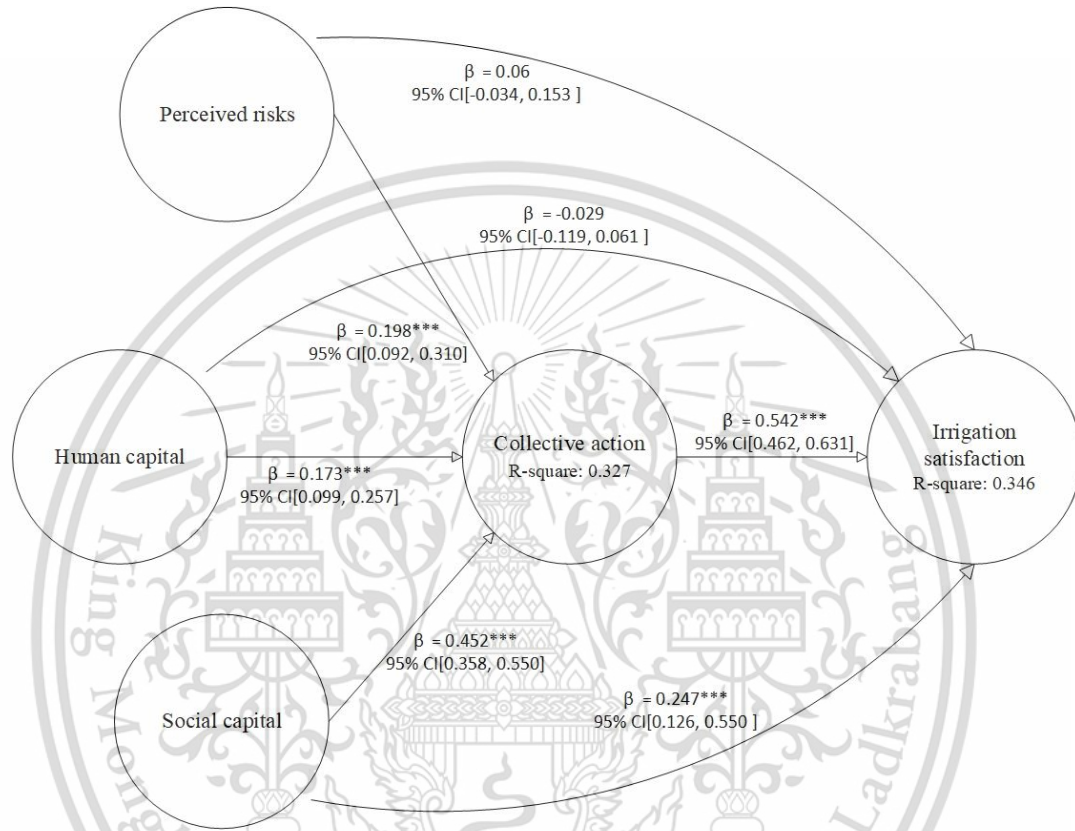 β = 0.06
95% CI[-0.034, 0.153 ]
Perceived risks
β = -0.029
95% CI[-0.119, 0.061 ]
β = 0.198***
95% CI[0.092, 0.310]
Human capital
β = 0.173***
95% CI[0.099, 0.257]
Collective action
R-square: 0.327
β = 0.542***
95% CI[0.462, 0.631]
Irrigation
satisfaction
R-square: 0.346
Social capital
β = 0.452***
95% CI[0.358, 0.550]
β = 0.247***
95% CI[0.126, 0.550 ]
King Mong
Ladkrabang